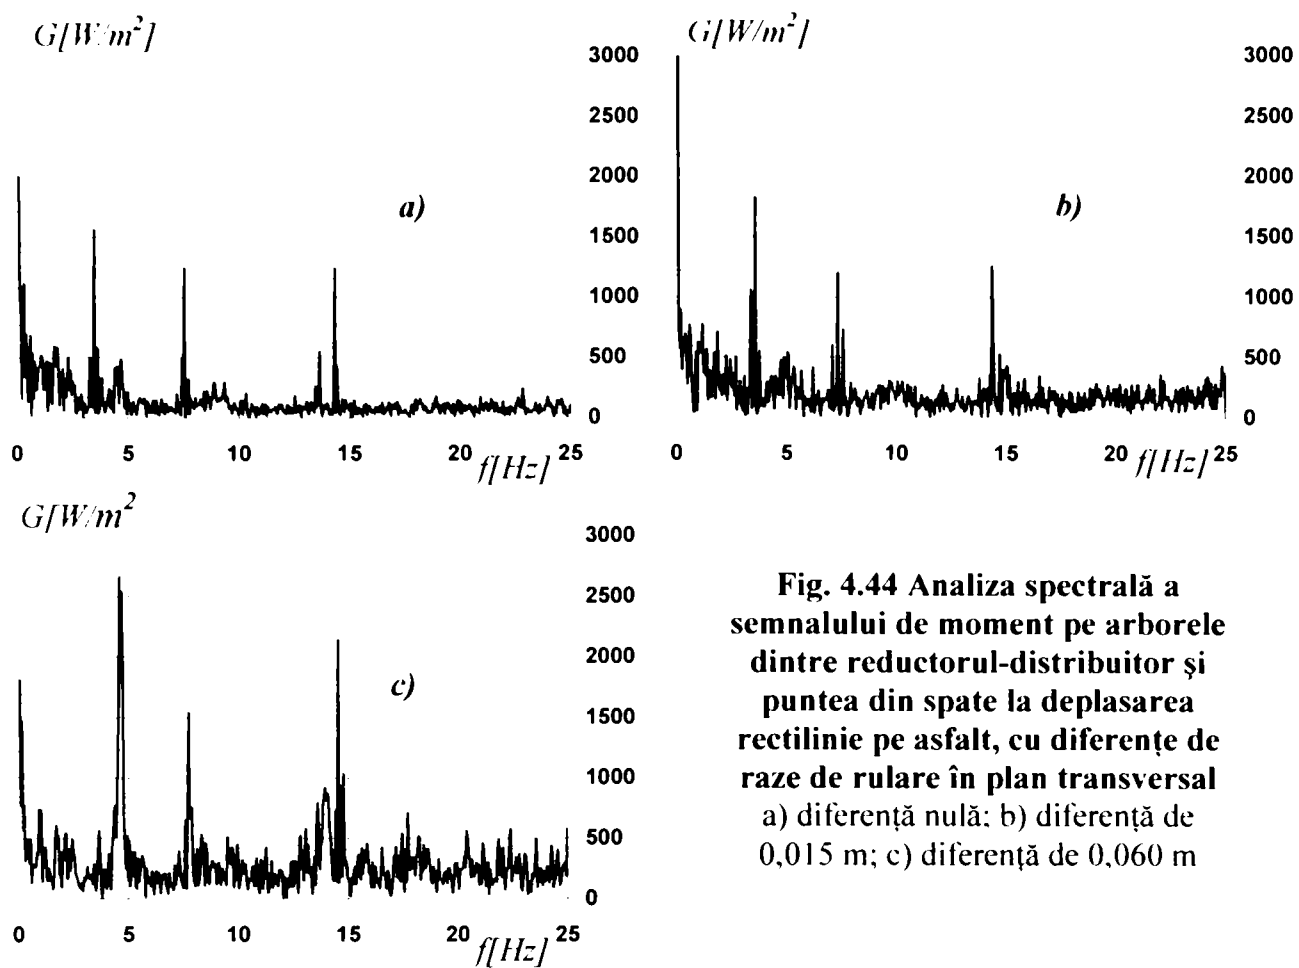 G[W/m²]
3000
2500
2000
1500
1000
500
0
a)
0 5 10 15 20 25
f[Hz]
G[W/m²]
3000
2500
2000
1500
1000
500
0
b)
0 5 10 15 20 25
f[Hz]
G[W/m²
3000
2500
2000
1500
1000
500
0
c)
0 5 10 15 20 25
f[Hz]
Fig. 4.44 Analiza spectrală a
semnalului de moment pe arborele
dintre reductorul-distribuitor şi
puntea din spate la deplasarea
rectilinie pe asfalt, cu diferenţe de
raze de rulare în plan transversal
a) diferenţă nulă; b) diferenţă de
0,015 m; c) diferenţă de 0,060 m